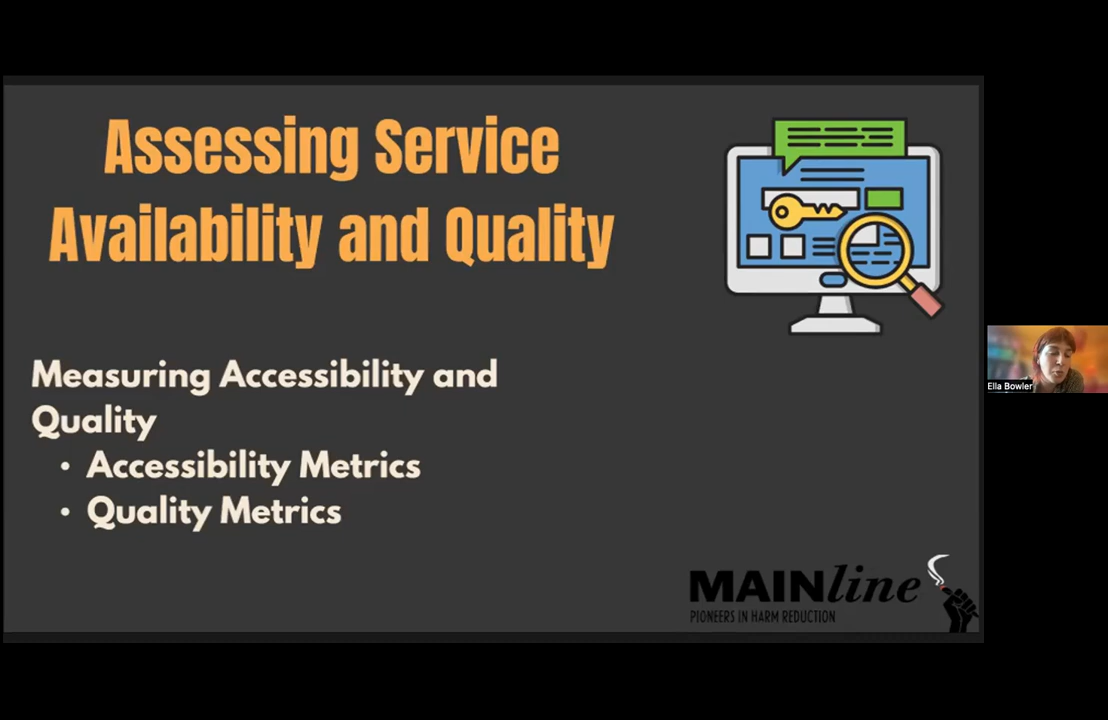 Assessing Service
Availability and Quality
Measuring Accessibility and
Quality
• Accessibility Metrics
• Quality Metrics
MAINline
PIONEERS IN HARM REDUCTION
Ella Bowler